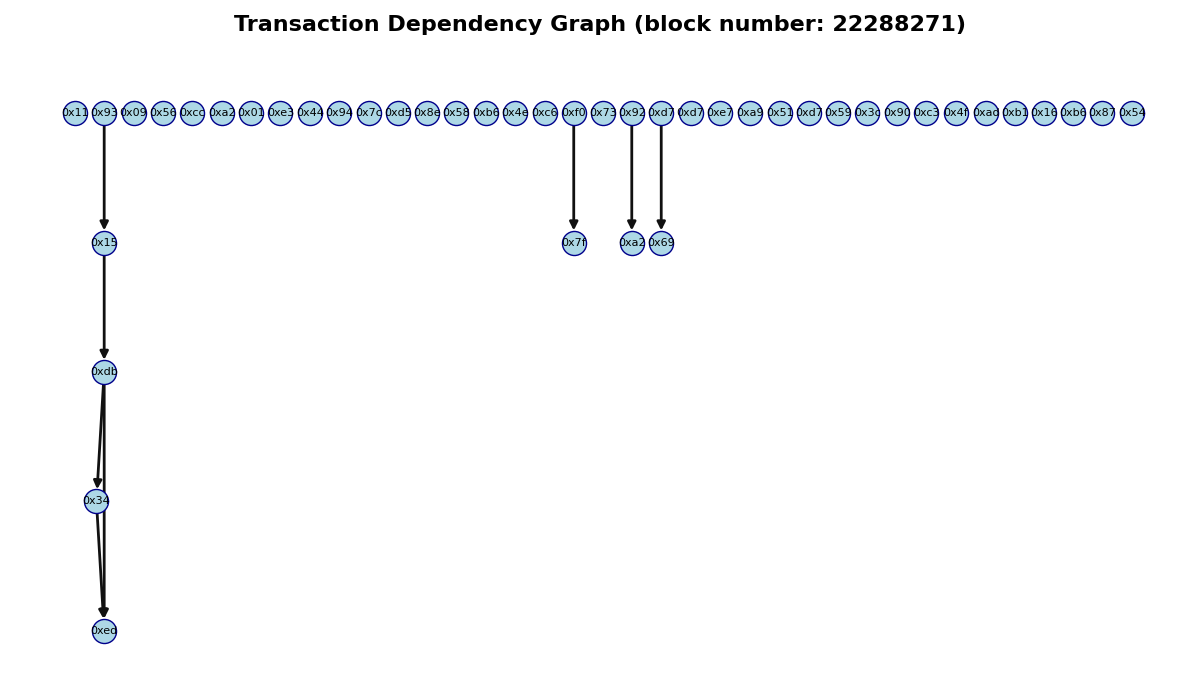 Transaction Dependency Graph (block number: 22288271)
0x11 0x93 0x09 0x56 0xcc 0xa2 0x01 0xe3 0x44 0x94 0x7c 0xd5 0x8e 0x58 0xb6 0x4e 0xc6 0xf0 0x73 0x92 0xd7 0xd7 0xe7 0xa9 0x51 0xd7 0x59 0x3c 0x90 0xc3 0x4f 0xad 0xb1 0x16 0xb6 0x87 0x54
0x15 0x7f 0xa2 0x69
0xdb
0x34